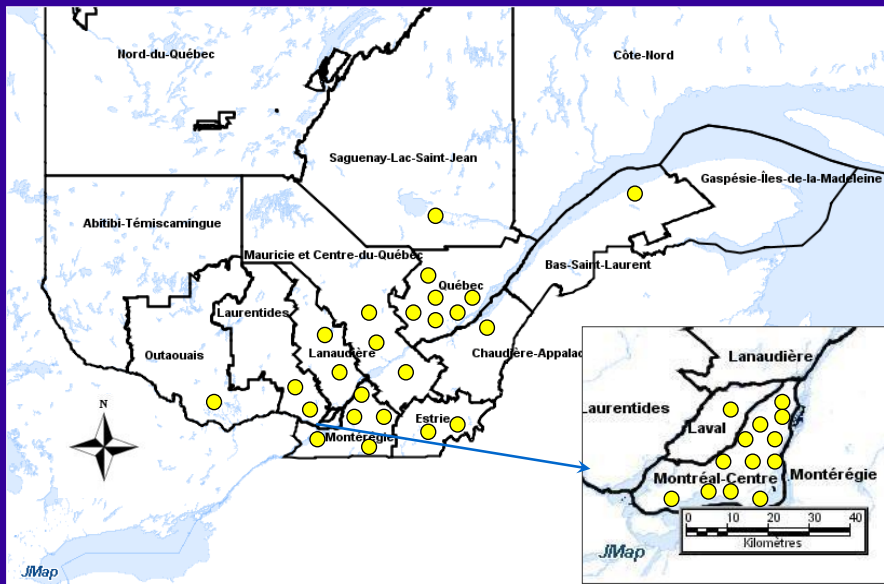 Nord-du-Québec
Côte-Nord
Saguenay-Lac-Saint-Jean
Gaspésie-Îles-de-la-Madeleine
Abitibi-Témiscamingue
Mauricie et Centre-du-Québec
Bas-Saint-Laurent
Québec
Laurentides
Outaouais
Lanaudière
Chaudière-Appalac
Estrie
Montérégie
N
JMap
Lanaudière
Laurentides
Laval
Montréal-Centre
Montérégie
0 10 20 30 40
Kilomètres
JMap